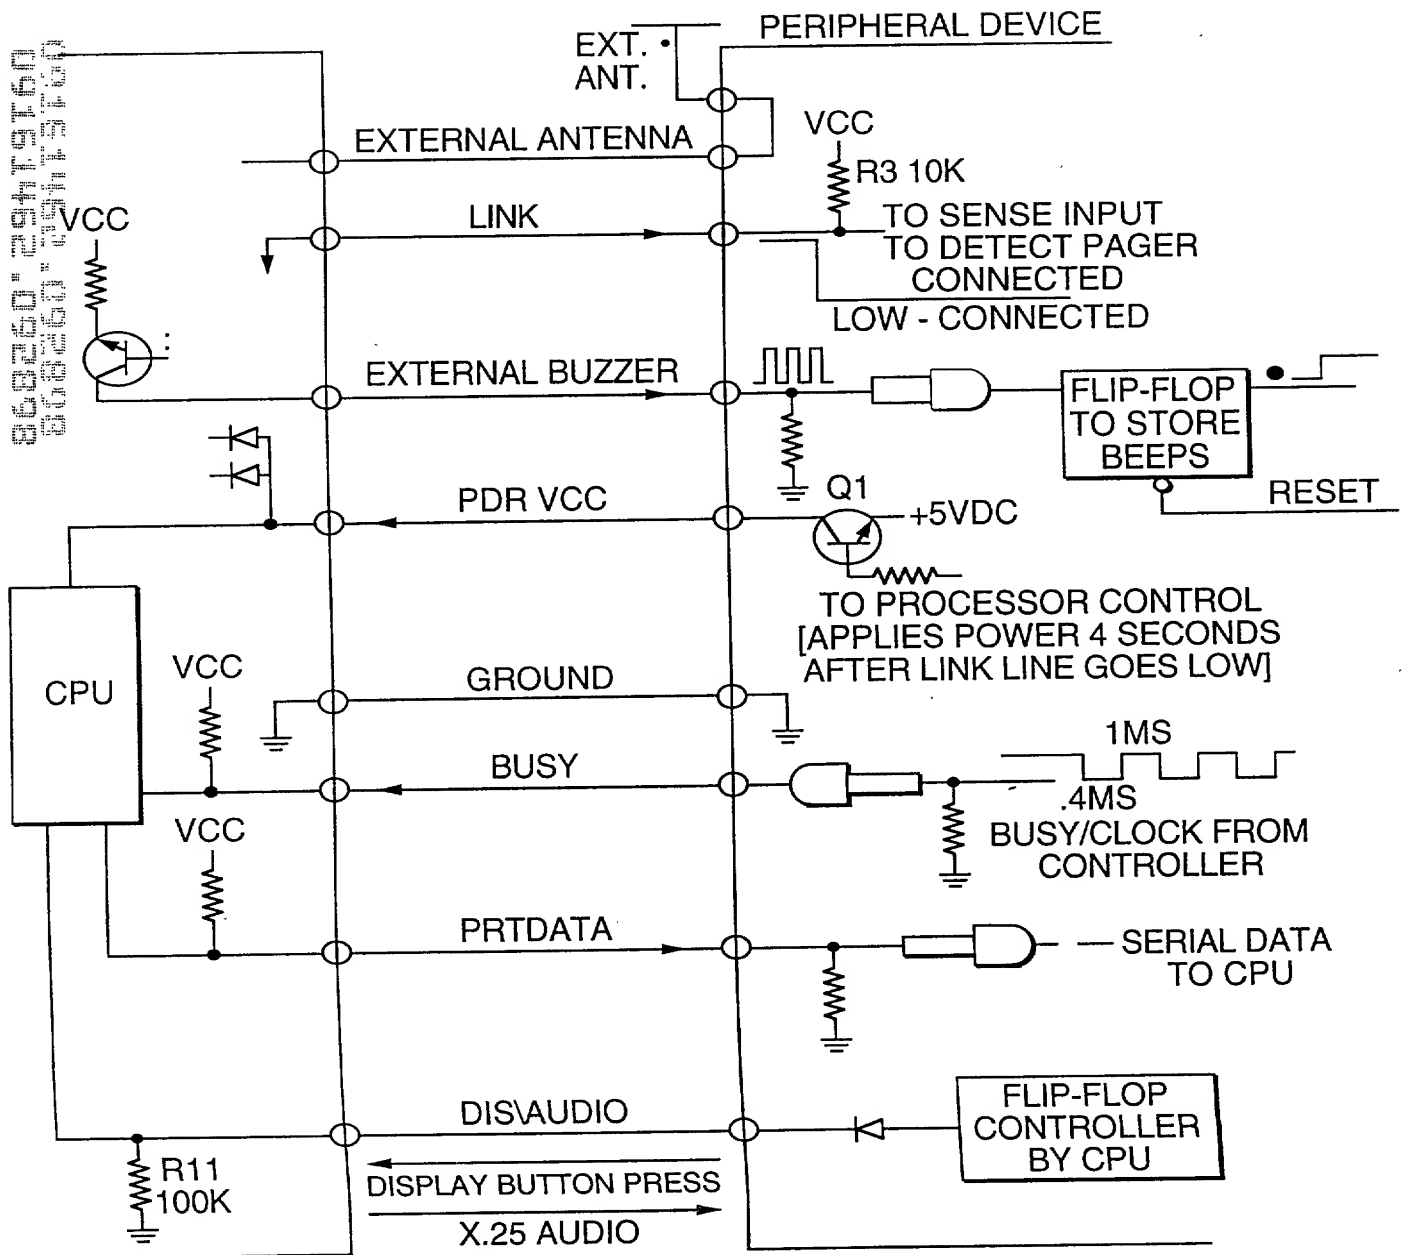 PERIPHERAL DEVICE
EXT.
ANT.
EXTERNAL ANTENNA
VCC
R3 10K
VCC
LINK
TO SENSE INPUT
TO DETECT PAGER
CONNECTED
LOW - CONNECTED
EXTERNAL BUZZER
FLIP-FLOP
TO STORE
BEEPS
RESET
PDR VCC
Q1
+5VDC
TO PROCESSOR CONTROL
[APPLIES POWER 4 SECONDS
AFTER LINK LINE GOES LOW]
CPU
VCC
GROUND
BUSY
1MS
.4MS
BUSY/CLOCK FROM
CONTROLLER
VCC
PRTDATA
SERIAL DATA
TO CPU
DIS\AUDIO
FLIP-FLOP
CONTROLLER
BY CPU
R11
100K
DISPLAY BUTTON PRESS
X.25 AUDIO